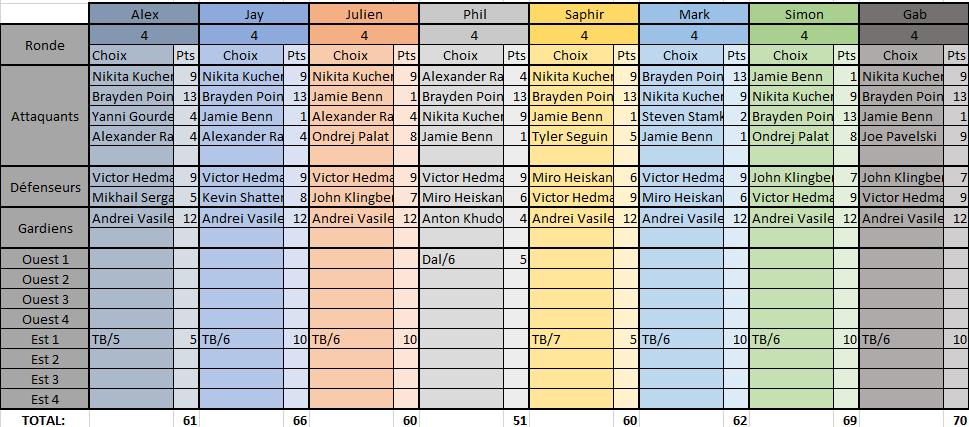 Alex Jay Julien Phil Saphir Mark Simon Gab
Ronde 4 4 4 4 4 4 4 4
Choix Pts Choix Pts Choix Pts Choix Pts Choix Pts Choix Pts Choix Pts Choix Pts
Attaquants
Nikita Kucher 9 Nikita Kucher 9 Nikita Kucher 9 Alexander Ra 4 Nikita Kucher 9 Brayden Poin 13 Jamie Benn 1 Nikita Kucher 9
Brayden Poin 13 Brayden Poin 13 Jamie Benn 1 Brayden Poin 13 Brayden Poin 13 Nikita Kucher 9 Nikita Kucher 9 Brayden Poin 13
Yanni Gourde 4 Jamie Benn 1 Alexander Ra 4 Nikita Kucher 9 Jamie Benn 1 Steven Stamk 2 Brayden Poin 13 Jamie Benn 1
Alexander Ra 4 Alexander Ra 4 Ondrej Palat 8 Jamie Benn 1 Tyler Seguin 5 Jamie Benn 1 Ondrej Palat 8 Joe Pavelski 9
Défenseurs
Victor Hedma 9 Victor Hedma 9 Victor Hedma 9 Victor Hedma 9 Miro Heiskan 6 Victor Hedma 9 John Klingber 7 John Klingber 7
Mikhail Serga 5 Kevin Shatter 8 John Klingber 7 Miro Heiskan 6 Victor Hedma 9 Miro Heiskan 6 Victor Hedma 9 Victor Hedma 9
Gardiens
Andrei Vasile 12 Andrei Vasile 12 Andrei Vasile 12 Anton Khudo 4 Andrei Vasile 12 Andrei Vasile 12 Andrei Vasile 12 Andrei Vasile 12
Ouest 1 Dal/6 5
Ouest 2
Ouest 3
Ouest 4
Est 1 TB/5 5 TB/6 10 TB/6 10 TB/7 5 TB/6 10 TB/6 10 TB/6 10
Est 2
Est 3
Est 4
TOTAL: 61 66 60 51 60 62 69 70